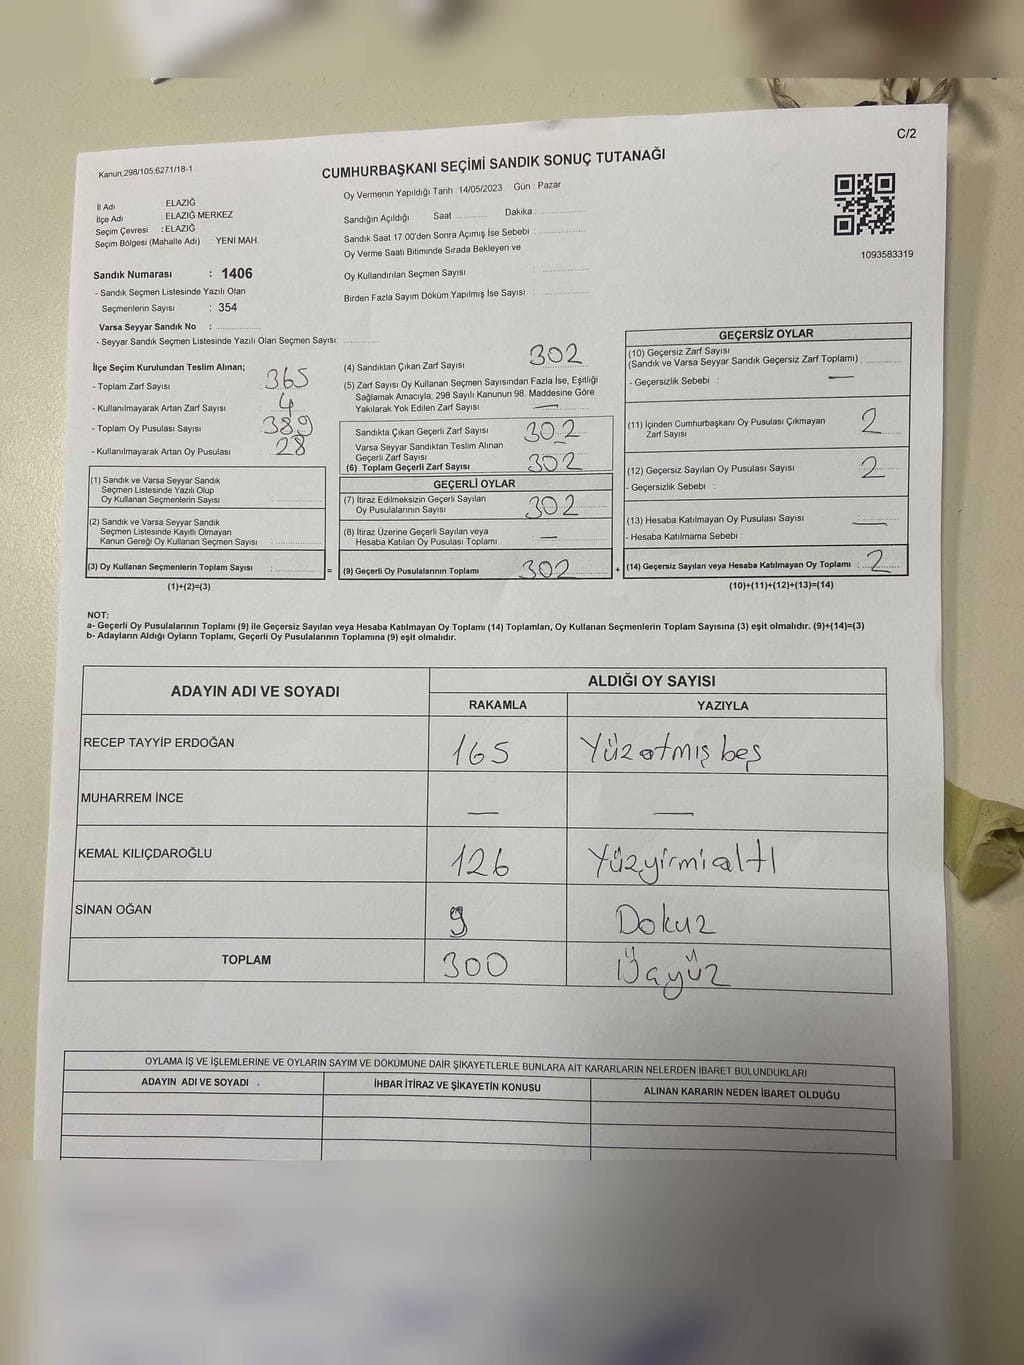 C/2
Kanun,298/105;6271/18-1
CUMHURBAŞKANI SEÇİMİ SANDIK SONUÇ TUTANAĞI
Oy Vermenin Yapıldığı Tarih : 14/05/2023 Gün : Pazar
İl Adı : ELAZIĞ
İlçe Adı : ELAZIĞ MERKEZ
Seçim Çevresi : ELAZIĞ
Seçim Bölgesi (Mahalle Adı) : YENİ MAH.
Sandığın Açıldığı Saat Dakika :
Sandık Saat 17:00'den Sonra Açımış İse Sebebi :
Oy Verme Saati Bitiminde Sırada Bekleyen ve
Oy Kullandırılan Seçmen Sayısı :
Birden Fazla Sayım Döküm Yapılmış İse Sayısı :
1093583319
Sandık Numarası : 1406
- Sandık Seçmen Listesinde Yazılı Olan
Seçmenlerin Sayısı : 354
Varsa Seyyar Sandık No :
- Seyyar Sandık Seçmen Listesinde Yazılı Olan Seçmen Sayısı:
İlçe Seçim Kurulundan Teslim Alınan;
- Toplam Zarf Sayısı : 365
- Kullanılmayarak Artan Zarf Sayısı : 4
- Toplam Oy Pusulası Sayısı : 389
- Kullanılmayarak Artan Oy Pusulası : 28
(4) Sandıktan Çıkan Zarf Sayısı : 302
(5) Zarf Sayısı Oy Kullanan Seçmen Sayısından Fazla İse, Eşitliği
Sağlamak Amacıyla; 298 Sayılı Kanunun 98. Maddesine Göre
Yakılarak Yok Edilen Zarf Sayısı : —
Sandıkta Çıkan Geçerli Zarf Sayısı : 302
Varsa Seyyar Sandıktan Teslim Alınan
Geçerli Zarf Sayısı : —
(6) Toplam Geçerli Zarf Sayısı : 302
GEÇERLİ OYLAR
(7) İtiraz Edilmeksizin Geçerli Sayılan
Oy Pusulalarının Sayısı : 302
(8) İtiraz Üzerine Geçerli Sayılan veya
Hesaba Katılan Oy Pusulası Toplamı : —
(9) Geçerli Oy Pusulalarının Toplamı : 302
GEÇERSİZ OYLAR
(10) Geçersiz Zarf Sayısı
(Sandık ve Varsa Seyyar Sandık Geçersiz Zarf Toplamı) :
- Geçersizlik Sebebi : —
(11) İçinden Cumhurbaşkanı Oy Pusulası Çıkmayan
Zarf Sayısı : 2
(12) Geçersiz Sayılan Oy Pusulası Sayısı : 2
- Geçersizlik Sebebi :
(13) Hesaba Katılmayan Oy Pusulası Sayısı : —
- Hesaba Katılmama Sebebi :
(14) Geçersiz Sayılan veya Hesaba Katılmayan Oy Toplamı : 2
(10)+(11)+(12)+(13)=(14)
(1) Sandık ve Varsa Seyyar Sandık
Seçmen Listesinde Yazılı Olup
Oy Kullanan Seçmenlerin Sayısı :
(2) Sandık ve Varsa Seyyar Sandık
Seçmen Listesinde Kayıtlı Olmayan
Kanun Gereği Oy Kullanan Seçmen Sayısı :
(3) Oy Kullanan Seçmenlerin Toplam Sayısı :
(1)+(2)=(3)
= +
NOT:
a- Geçerli Oy Pusulalarının Toplamı (9) ile Geçersiz Sayılan veya Hesaba Katılmayan Oy Toplamı (14) Toplamları, Oy Kullanan Seçmenlerin Toplam Sayısına (3) eşit olmalıdır. (9)+(14)=(3)
b- Adayların Aldığı Oyların Toplamı, Geçerli Oy Pusulalarının Toplamına (9) eşit olmalıdır.
ADAYIN ADI VE SOYADI ALDIĞI OY SAYISI
RAKAMLA YAZIYLA
RECEP TAYYİP ERDOĞAN 165 Yüzatmış beş
MUHARREM İNCE — —
KEMAL KILIÇDAROĞLU 126 Yüzyirmialtı
SİNAN OĞAN 9 Dokuz
TOPLAM 300 Üçyüz
OYLAMA İŞ VE İŞLEMLERİNE VE OYLARIN SAYIM VE DÖKÜMÜNE DAİR ŞİKAYETLERLE BUNLARA AİT KARARLARIN NELERDEN İBARET BULUNDUKLARI
ADAYIN ADI VE SOYADI İHBAR İTİRAZ VE ŞİKAYETİN KONUSU ALINAN KARARIN NEDEN İBARET OLDUĞU